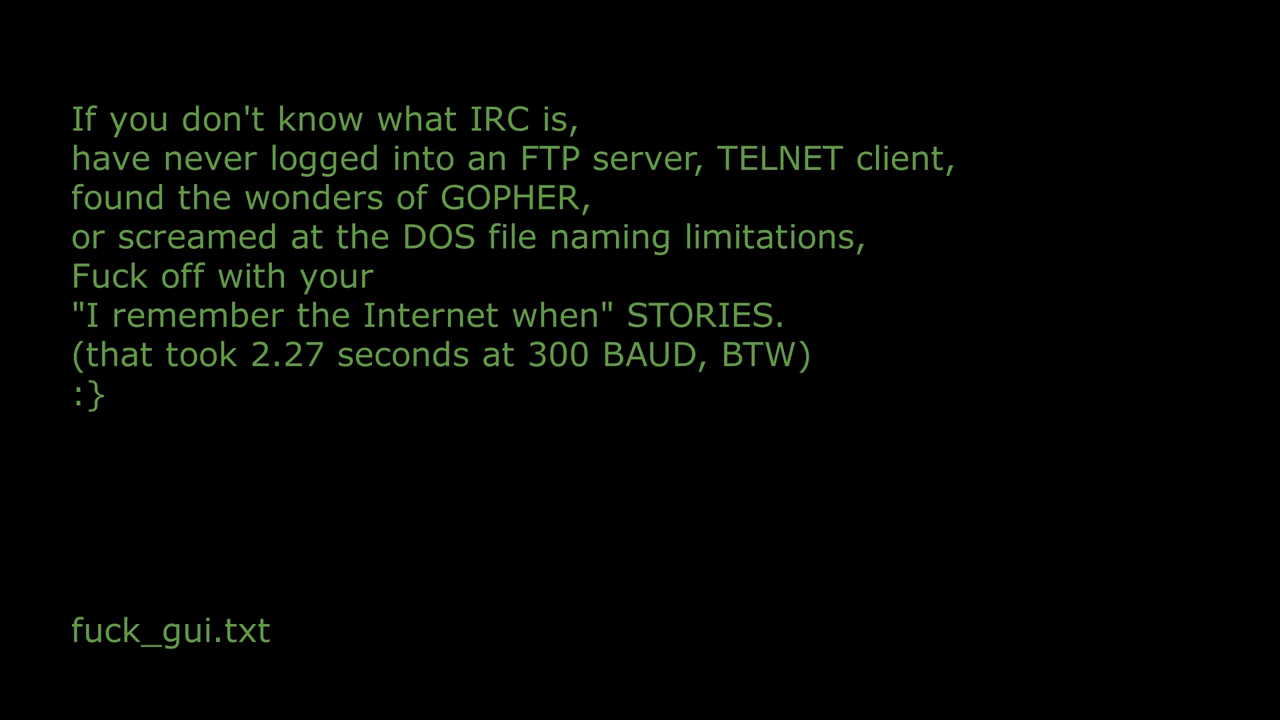 If you don't know what IRC is,
have never logged into an FTP server, TELNET client,
found the wonders of GOPHER,
or screamed at the DOS file naming limitations,
Fuck off with your
"I remember the Internet when" STORIES.
(that took 2.27 seconds at 300 BAUD, BTW)
:}
fuck_gui.txt